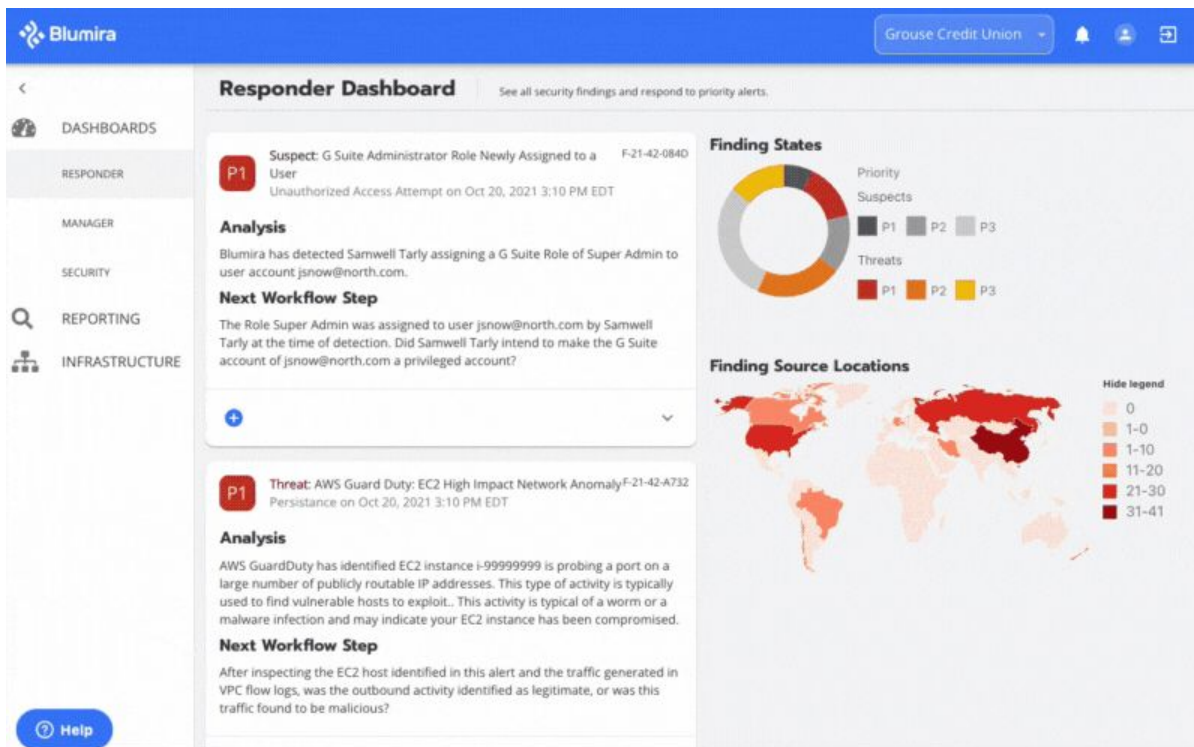 Blumira
Grouse Credit Union
DASHBOARDS
RESPONDER
MANAGER
SECURITY
REPORTING
INFRASTRUCTURE
Help
Responder Dashboard
See all security findings and respond to priority alerts.
P1
Suspect: G Suite Administrator Role Newly Assigned to a F-21-42-084D
User
Unauthorized Access Attempt on Oct 20, 2021 3:10 PM EDT
Analysis
Blumira has detected Samwell Tarly assigning a G Suite Role of Super Admin to
user account jsnow@north.com.
Next Workflow Step
The Role Super Admin was assigned to user jsnow@north.com by Samwell
Tarly at the time of detection. Did Samwell Tarly intend to make the G Suite
account of jsnow@north.com a privileged account?
P1
Threat: AWS Guard Duty: EC2 High Impact Network Anomaly F-21-42-A732
Persistance on Oct 20, 2021 3:10 PM EDT
Analysis
AWS GuardDuty has identified EC2 instance i-99999999 is probing a port on a
large number of publicly routable IP addresses. This type of activity is typically
used to find vulnerable hosts to exploit.. This activity is typical of a worm or a
malware infection and may indicate your EC2 instance has been compromised.
Next Workflow Step
After inspecting the EC2 host identified in this alert and the traffic generated in
VPC flow logs, was the outbound activity identified as legitimate, or was this
traffic found to be malicious?
Finding States
Priority
Suspects
P1 P2 P3
Threats
P1 P2 P3
Finding Source Locations
Hide legend
0
1-0
1-10
11-20
21-30
31-41